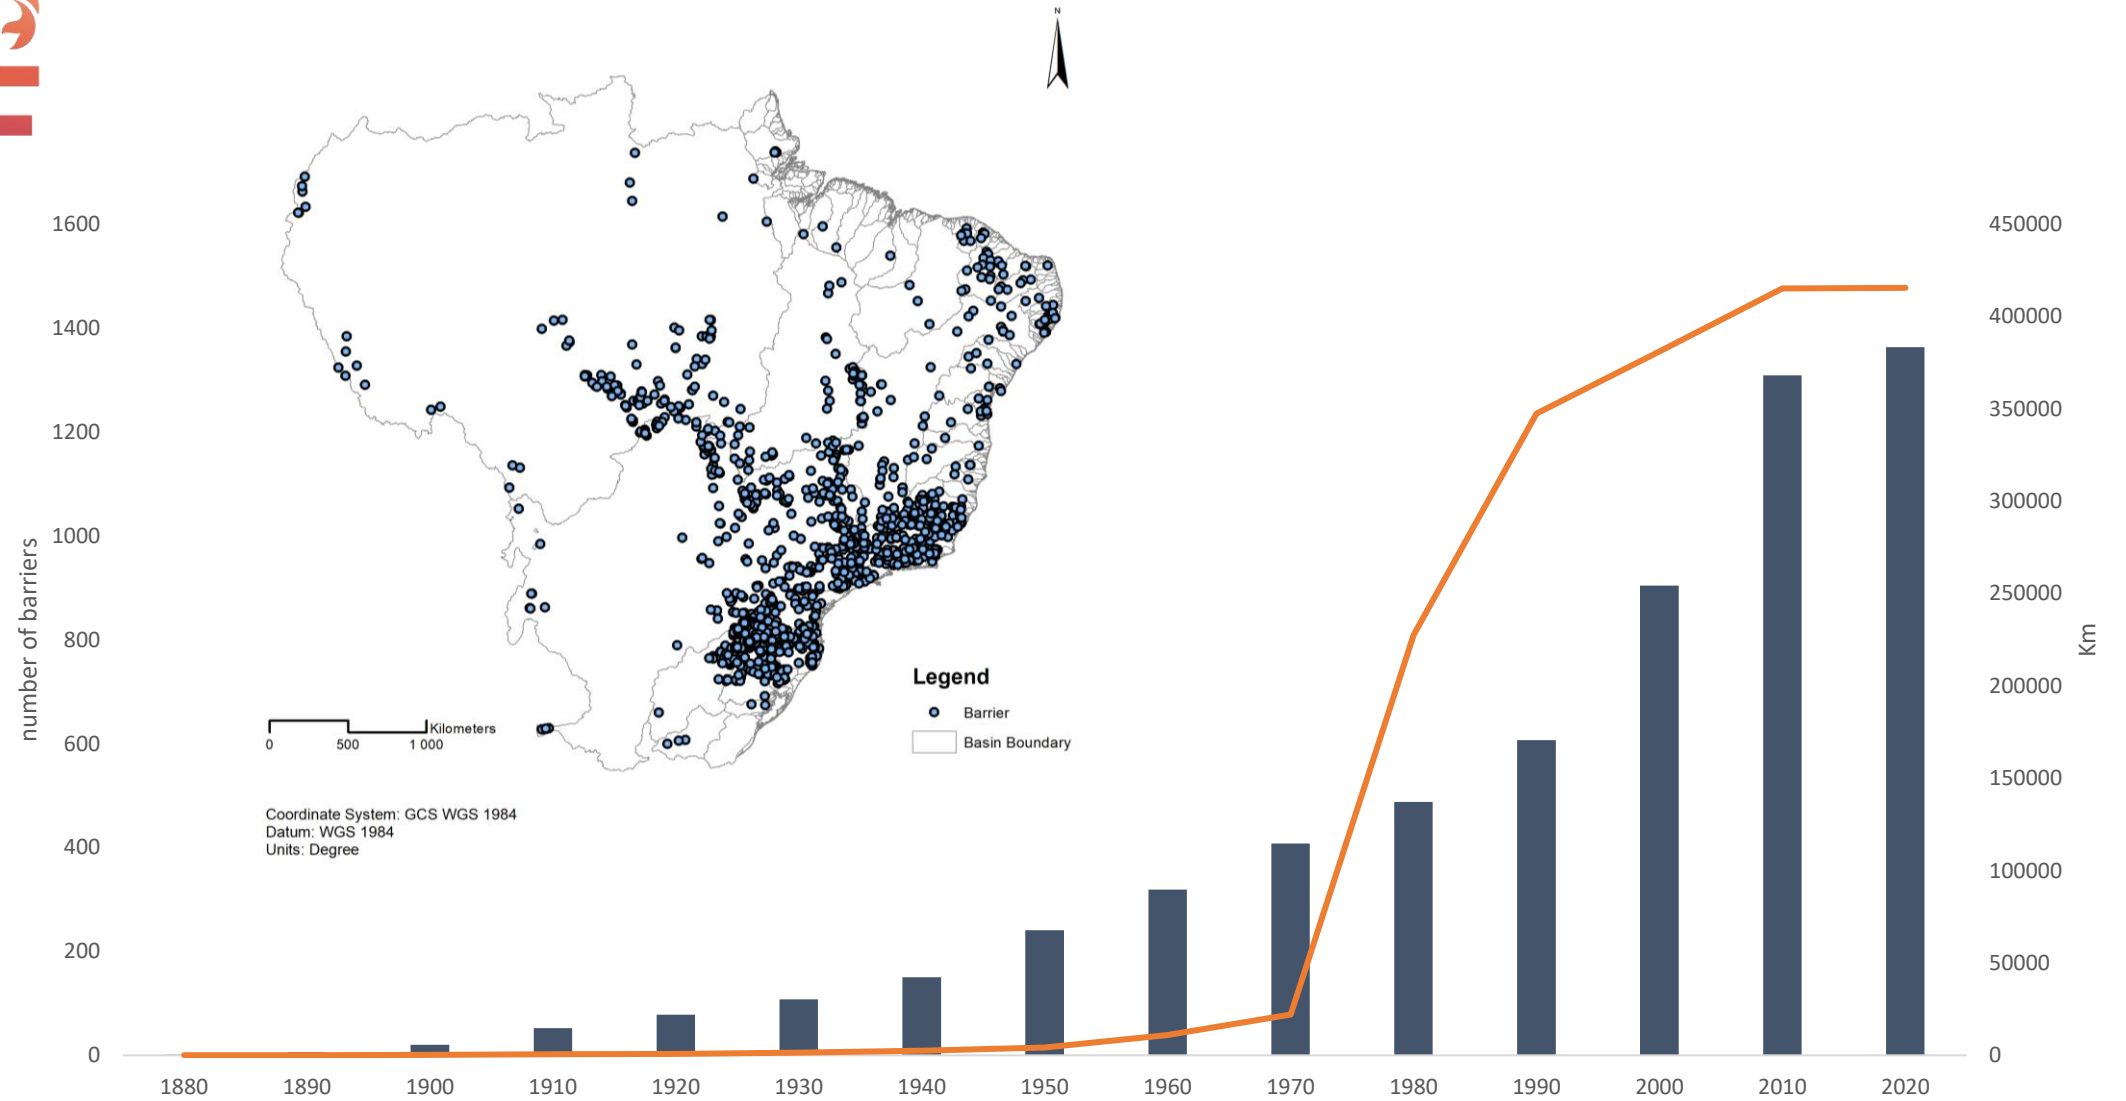 N
1600
1400
1200
1000
800
600
400
200
0
number of barriers
450000
400000
350000
300000
250000
200000
150000
100000
50000
0
Km
Legend
Barrier
Basin Boundary
Kilometers
0 500 1 000
Coordinate System: GCS WGS 1984
Datum: WGS 1984
Units: Degree
1880 1890 1900 1910 1920 1930 1940 1950 1960 1970 1980 1990 2000 2010 2020